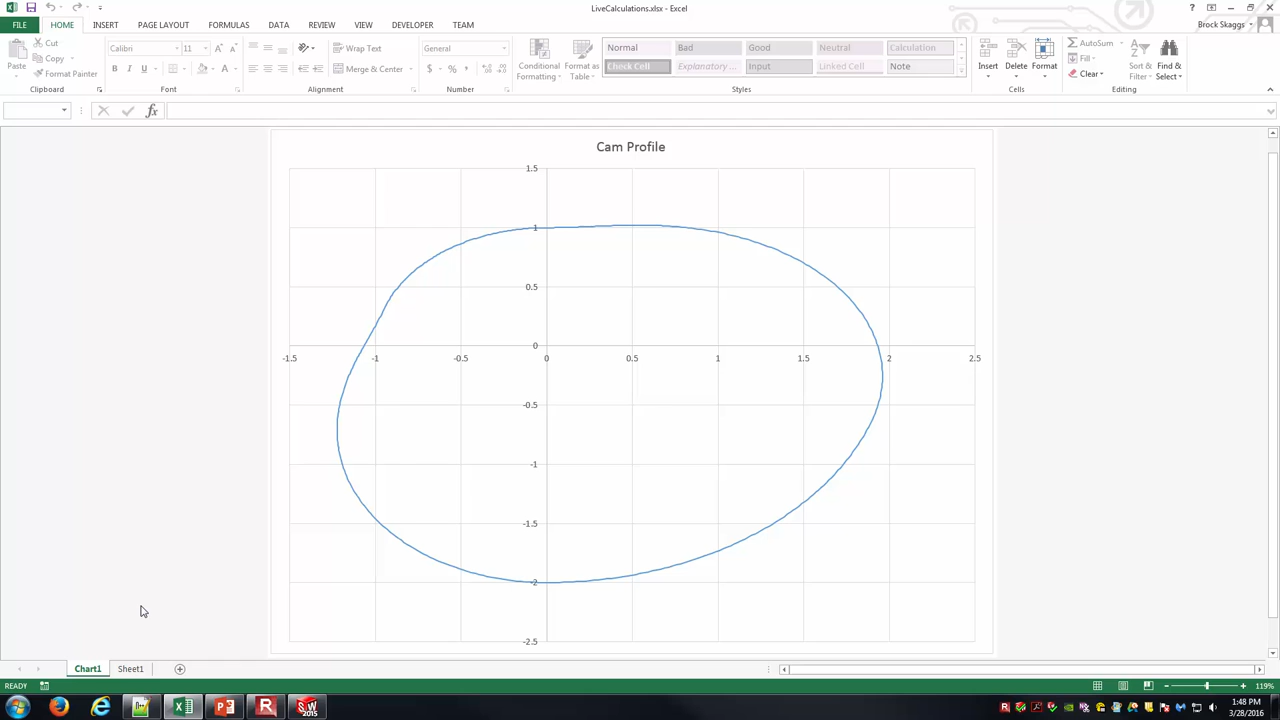 LiveCalculations.xlsx - Excel
FILE HOME INSERT PAGE LAYOUT FORMULAS DATA REVIEW VIEW DEVELOPER TEAM Brock Skaggs
Cut
Copy
Format Painter
Paste
Clipboard
Calibri 11
B I U
Font
Wrap Text
Merge & Center
Alignment
General
$ % ,
Number
Conditional Formatting
Format as Table
Normal Bad Good Neutral Calculation
Check Cell Explanatory ... Input Linked Cell Note
Styles
Insert Delete Format
Cells
AutoSum
Fill
Clear
Sort & Filter
Find & Select
Editing
fx
Cam Profile
1.5
1
0.5
0
-1.5 -1 -0.5 0 0.5 1 1.5 2 2.5
-0.5
-1
-1.5
-2
-2.5
Chart1 Sheet1
READY 119%
1:48 PM
3/28/2016
SW
2015